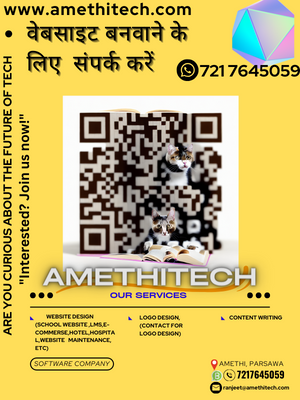 www.amethitech.com
• वेबसाइट बनवाने के
लिए संपर्क करें
7217645059
ARE YOU CURIOUS ABOUT THE FUTURE OF TECH
"Interested? Join us now!"
AMETHITECH
OUR SERVICES
WEBSITE DESIGN
(SCHOOL WEBSITE,LMS,E-
COMMERSE,HOTEL,HOSPITA
L,WEBSITE MAINTENANCE,
ETC)
LOGO DESIGN,
(CONTACT FOR
LOGO DESIGN)
CONTENT WRITING
SOFTWARE COMPANY
AMETHI, PARSAWA
7217645059
ranjeet@amethitech.com